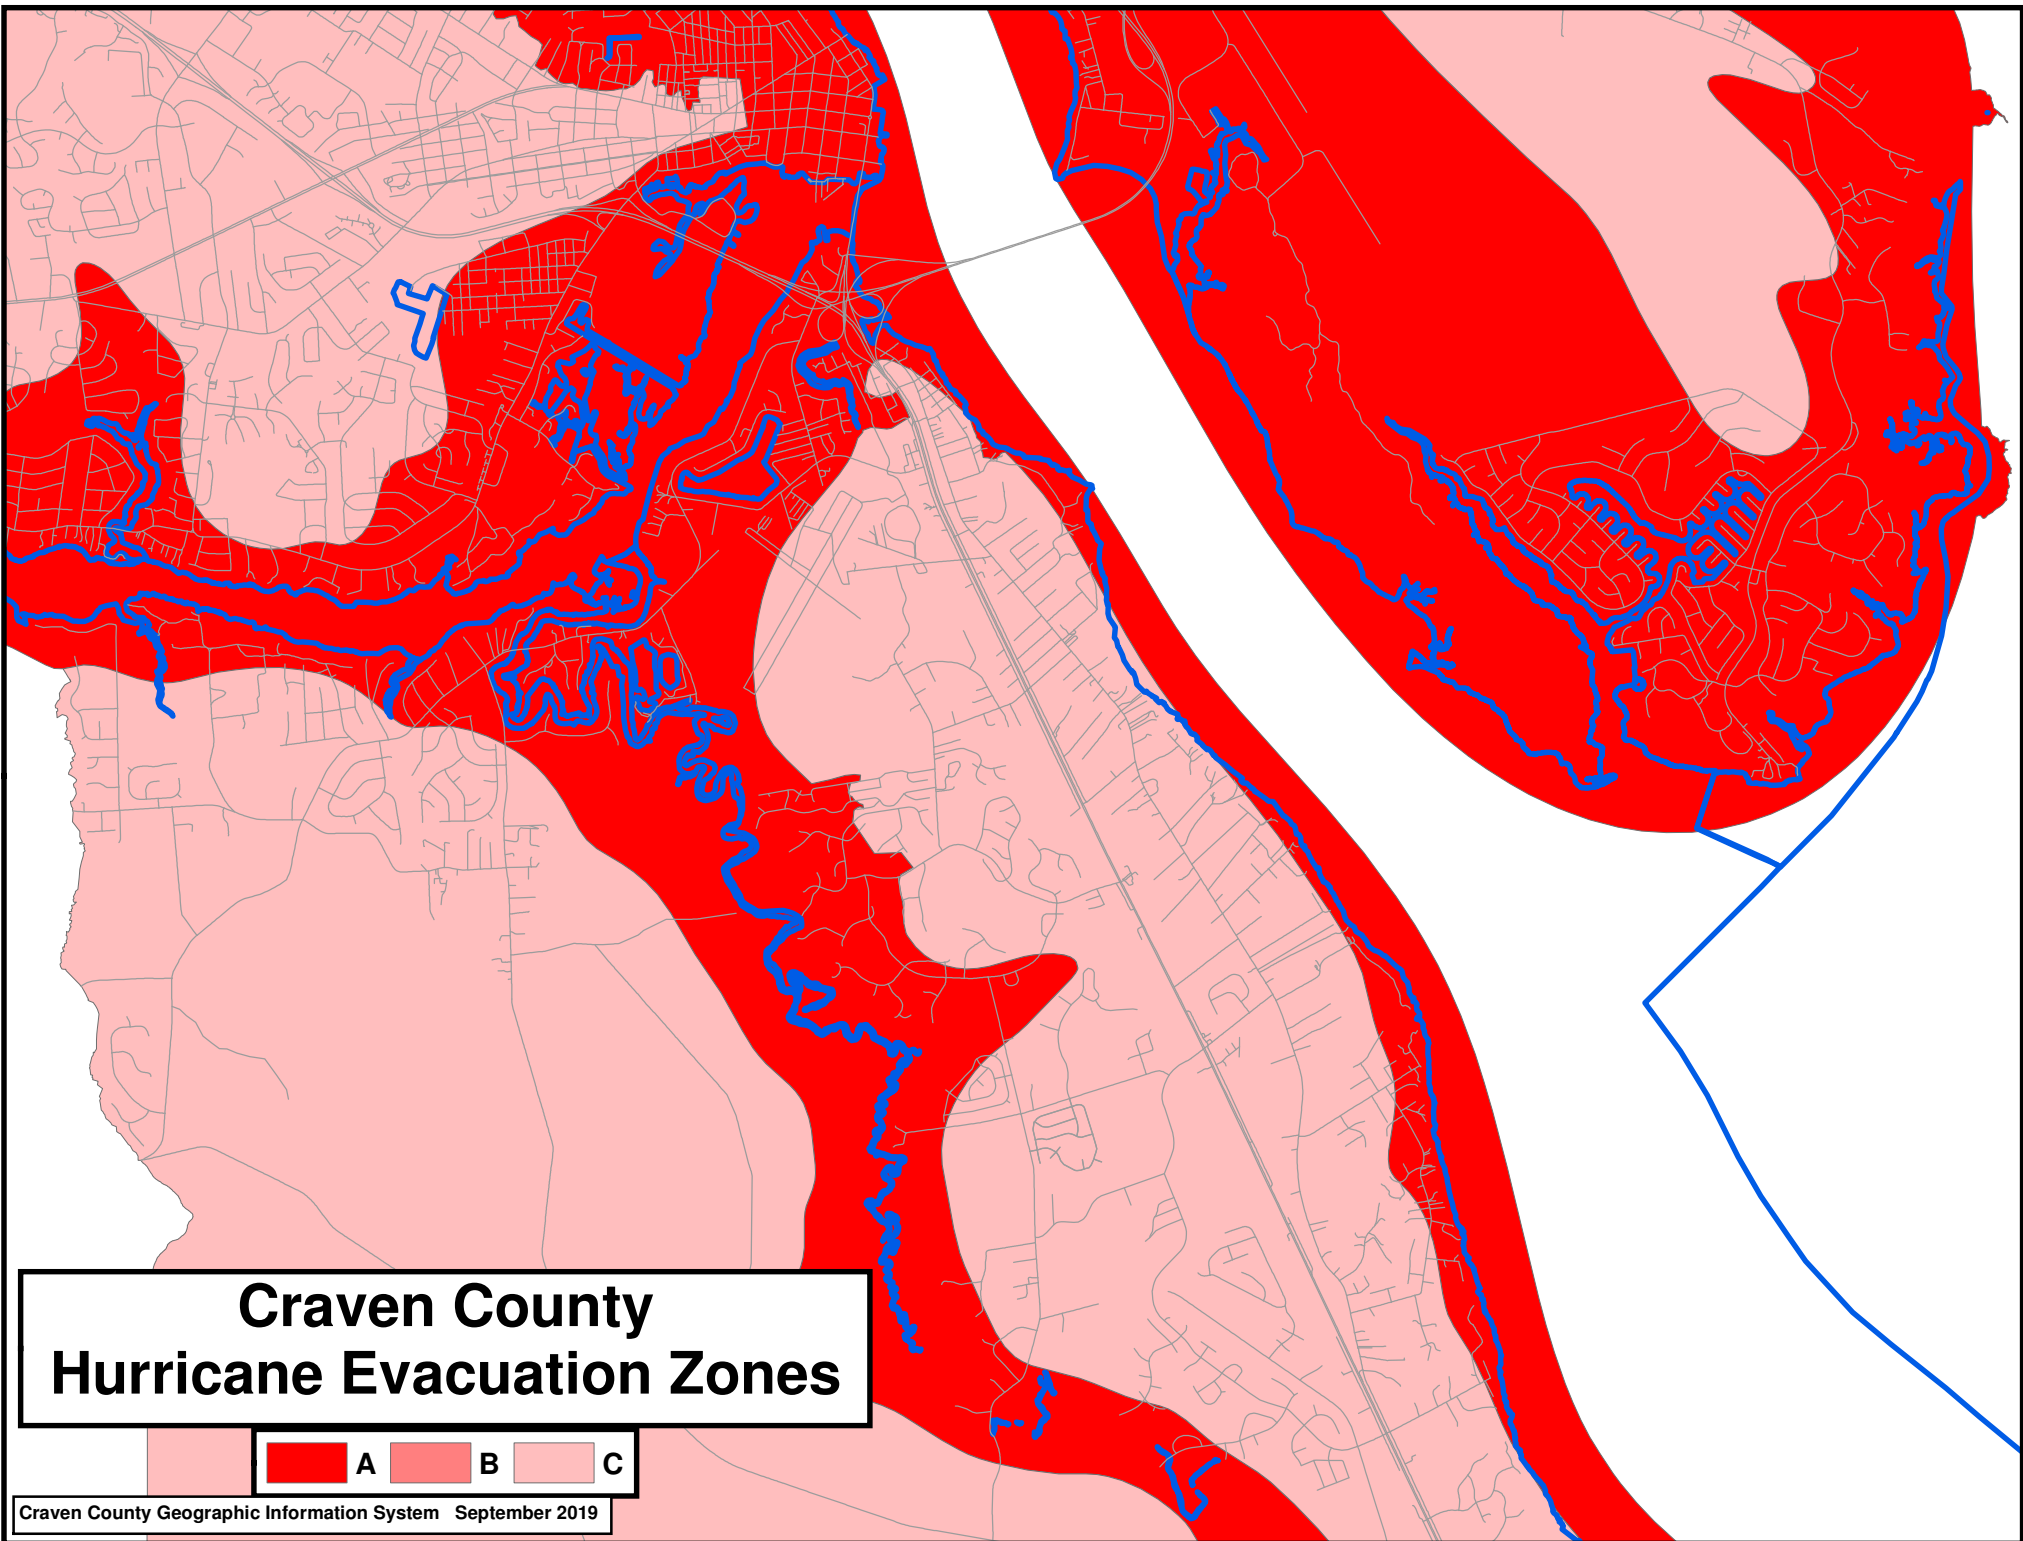 Craven County
Hurricane Evacuation Zones
A B C
Craven County Geographic Information System September 2019